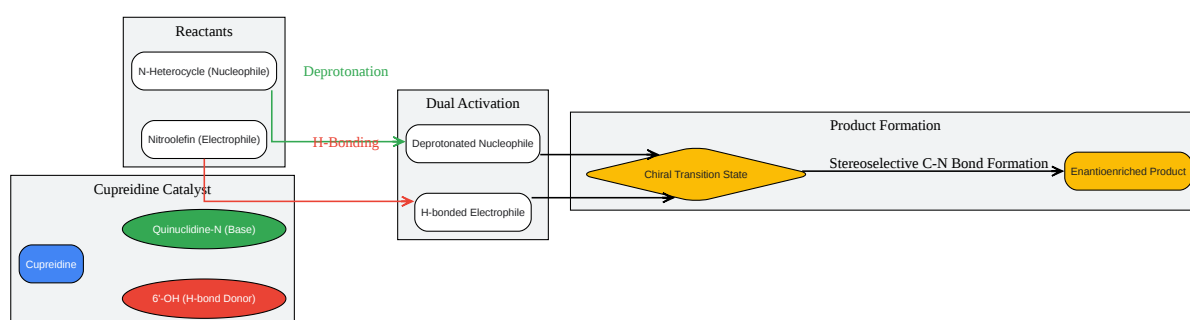 Reactants
N-Heterocycle (Nucleophile)
Nitroolefin (Electrophile)
Deprotonation
H-Bonding
Cupreidine Catalyst
Quinuclidine-N (Base)
Cupreidine
6'-OH (H-bond Donor)
Dual Activation
Deprotonated Nucleophile
H-bonded Electrophile
Product Formation
Chiral Transition State
Stereoselective C-N Bond Formation
Enantioenriched Product